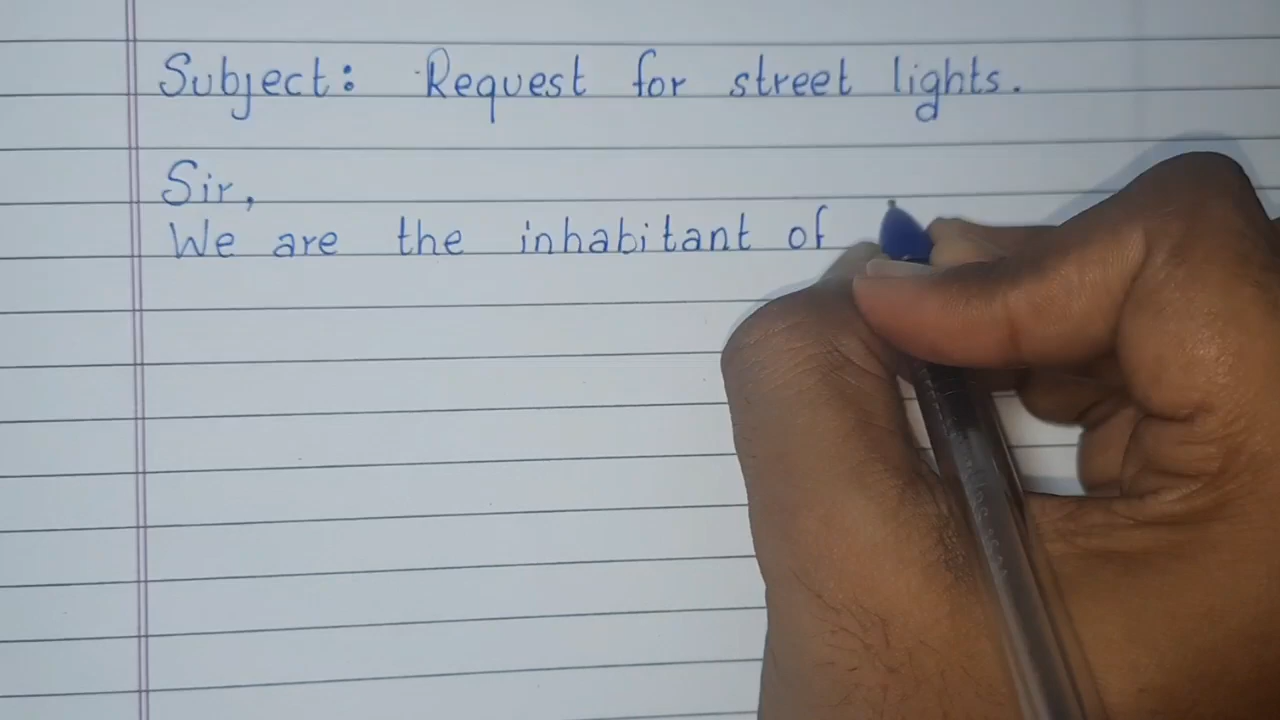 Subject: Request for street lights.
Sir,
We are the inhabitant of